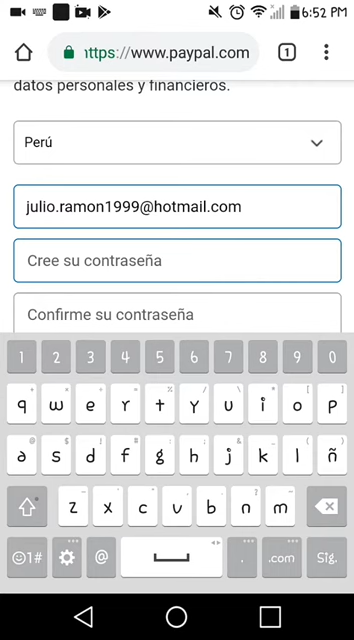 6:52 PM
https://www.paypal.com
1
datos personales y financieros.
Perú
julio.ramon1999@hotmail.com
Cree su contraseña
Confirme su contraseña
1 2 3 4 5 6 7 8 9 0
q w e r t y u i o p
a s d f g h j k l ñ
z x c v b n m
☺1# @ . .com Sig.